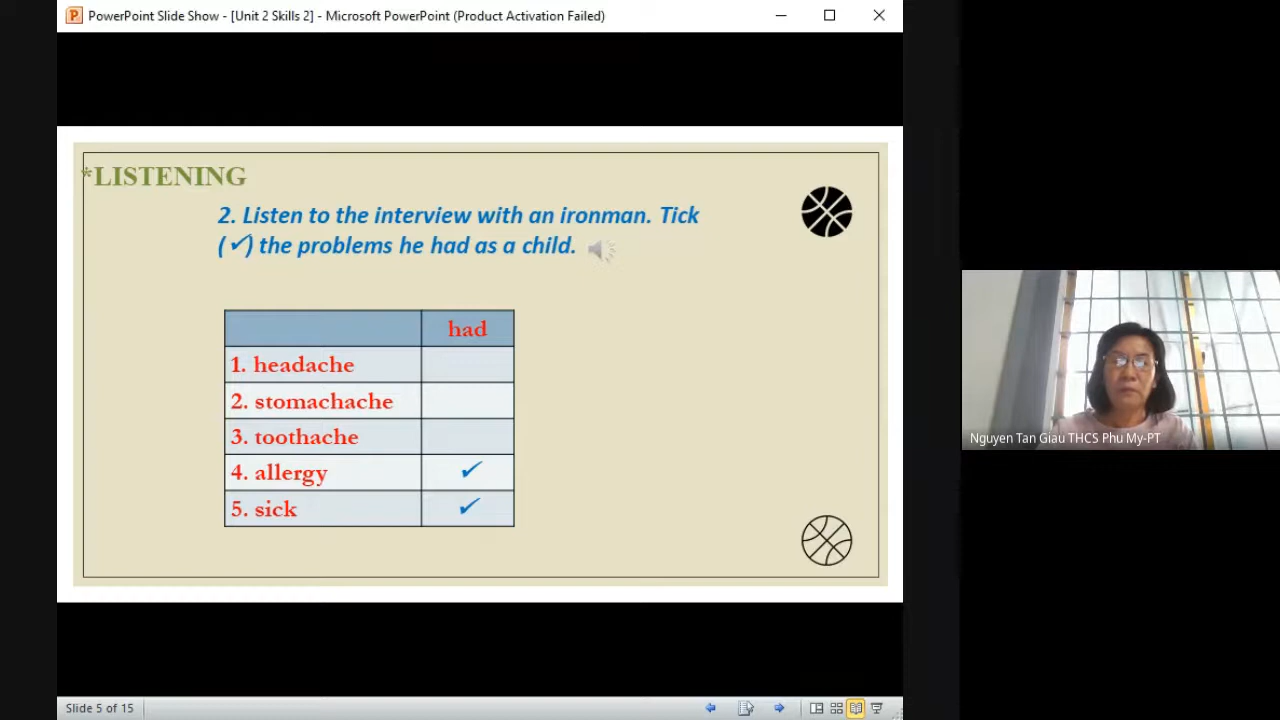 PowerPoint Slide Show - [Unit 2 Skills 2] - Microsoft PowerPoint (Product Activation Failed)
*LISTENING
2. Listen to the interview with an ironman. Tick
(✓) the problems he had as a child.
had
1. headache
2. stomachache
3. toothache
4. allergy ✓
5. sick ✓
Nguyen Tan Giau THCS Phu My-PT
Slide 5 of 15